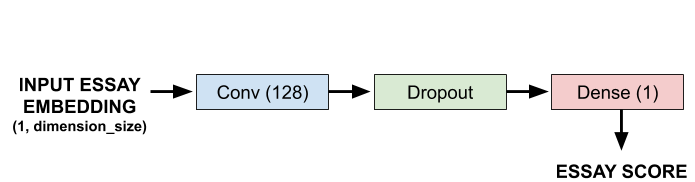 INPUT ESSAY
EMBEDDING
(1, dimension_size)
Conv (128)
Dropout
Dense (1)
ESSAY SCORE